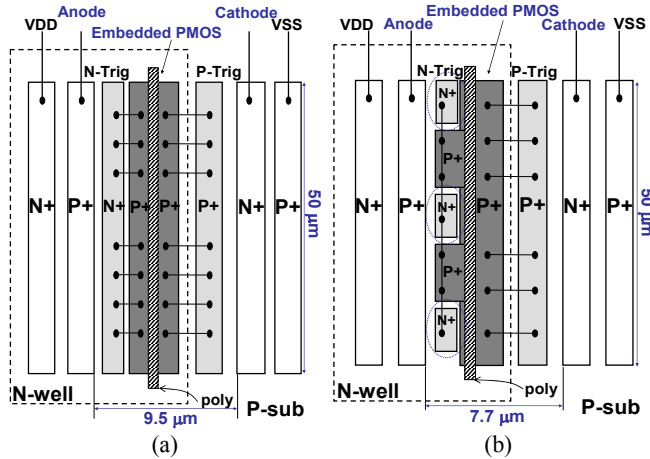 Anode
Cathode
VDD
Embedded PMOS
VSS
N-Trig
P-Trig
N+
P+
N+
P+
P+
P+
N+
P+
50 μm
N-well
poly
P-sub
9.5 μm
(a)
Embedded PMOS
VDD
Anode
Cathode
VSS
N-Trig
P-Trig
N+
P+
N+
P+
N+
P+
N+
P+
P+
N+
P+
50 μm
N-well
poly
P-sub
7.7 μm
(b)